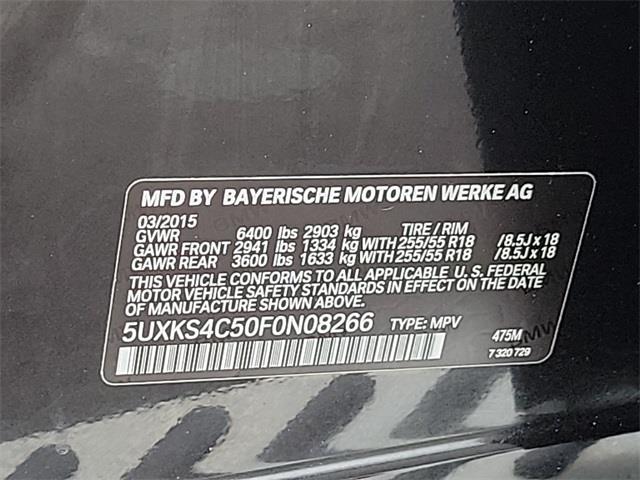 MFD BY BAYERISCHE MOTOREN WERKE AG
03/2015
GVWR 6400 lbs 2903 kg TIRE / RIM
GAWR FRONT 2941 lbs 1334 kg WITH 255/55 R18 /8.5J x 18
GAWR REAR 3600 lbs 1633 kg WITH 255/55 R18 /8.5J x 18
THIS VEHICLE CONFORMS TO ALL APPLICABLE U. S. FEDERAL
MOTOR VEHICLE SAFETY STANDARDS IN EFFECT ON THE DATE
OF MANUFACTURE SHOWN ABOVE.
5UXKS4C50F0N08266 TYPE: MPV 475M
7 320 729